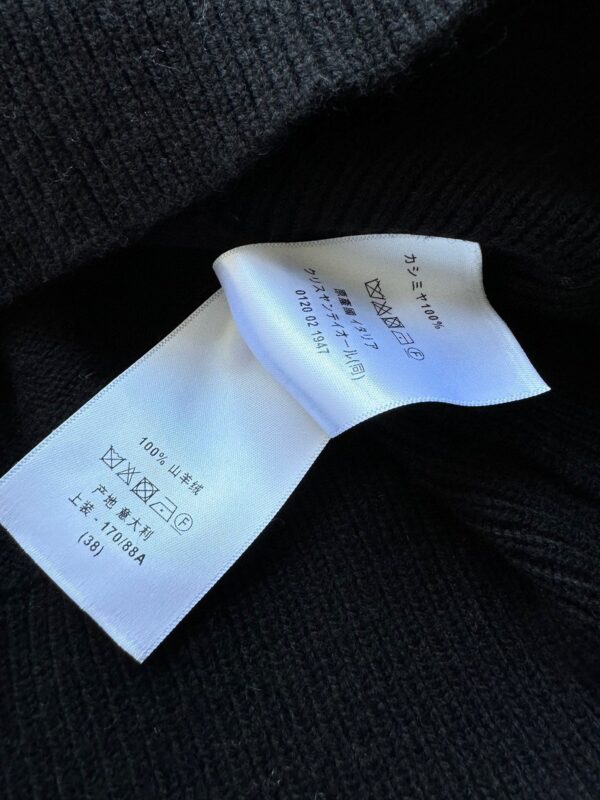 カシミヤ100%
F
原産国 イタリア
クリスチャンディオール(同)
0120 02 1947
100% 山羊绒
F
产地 意大利
上装 - 170/88A
(38)